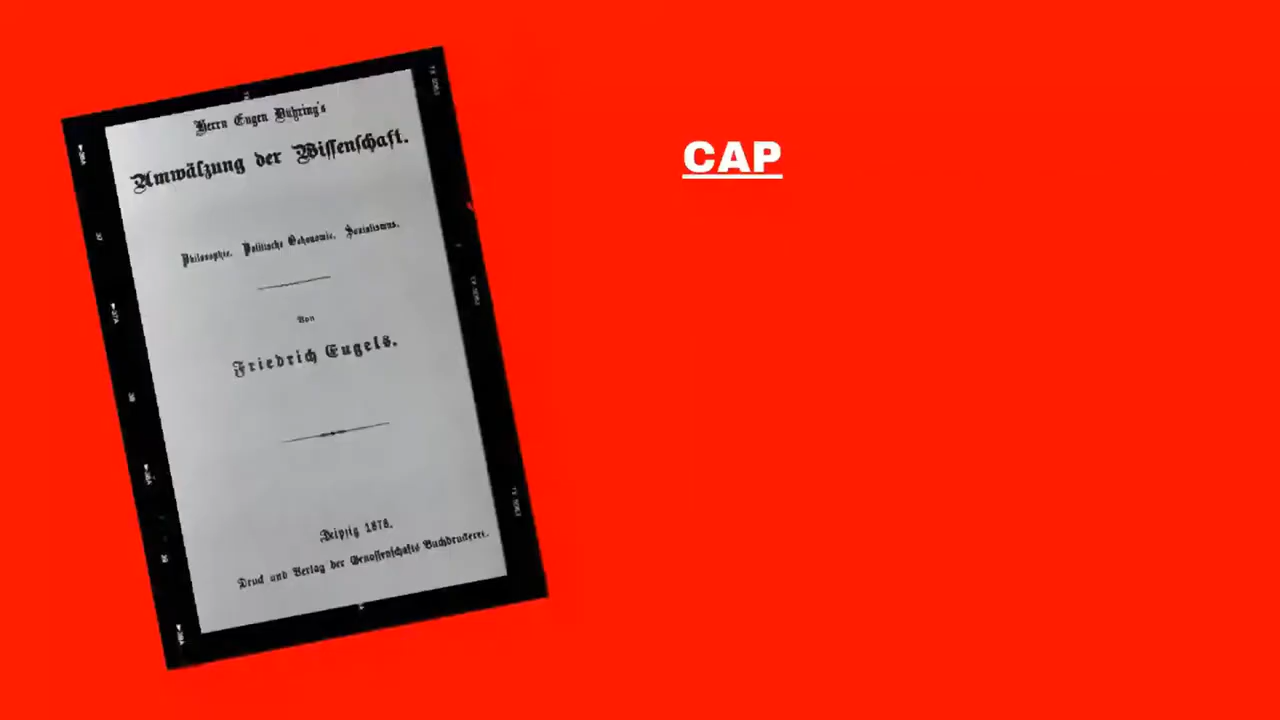 Herrn Eugen Dühring's
Umwälzung der Wissenschaft.
Philosophie. Politische Oekonomie. Sozialismus.
Von
Friedrich Engels.
Leipzig 1878.
Druck und Verlag der Genossenschafts Buchdruckerei.
CAP